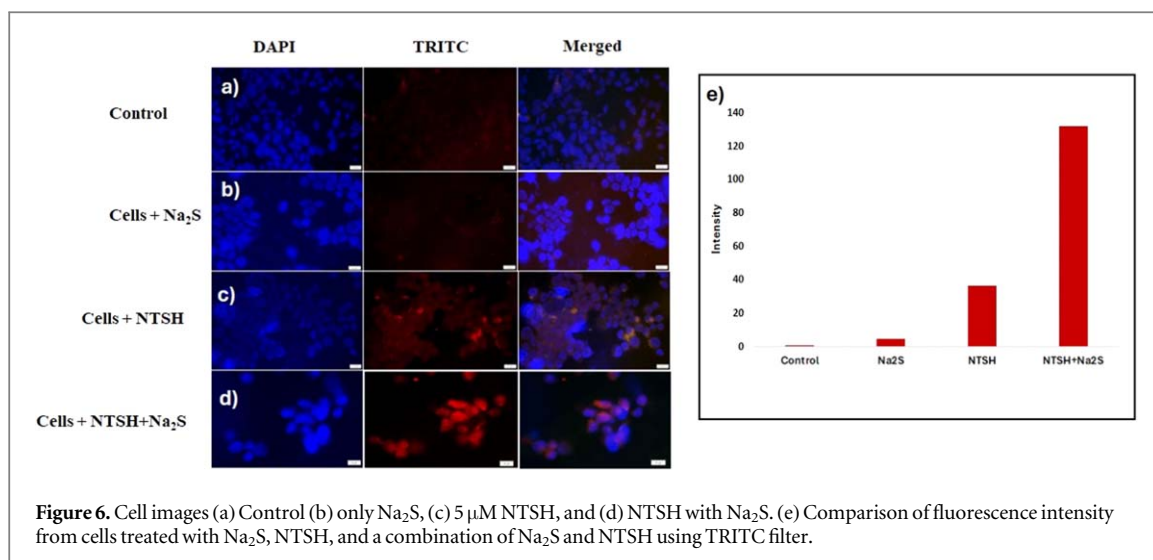 DAPI TRITC Merged
a)
Control
b)
Cells + Na₂S
c)
Cells + NTSH
d)
Cells + NTSH+Na₂S
e)
140
120
100
80
60
40
20
0
Intensity
Control Na2S NTSH NTSH+Na2S
Figure 6. Cell images (a) Control (b) only Na₂S, (c) 5 μM NTSH, and (d) NTSH with Na₂S. (e) Comparison of fluorescence intensity
from cells treated with Na₂S, NTSH, and a combination of Na₂S and NTSH using TRITC filter.